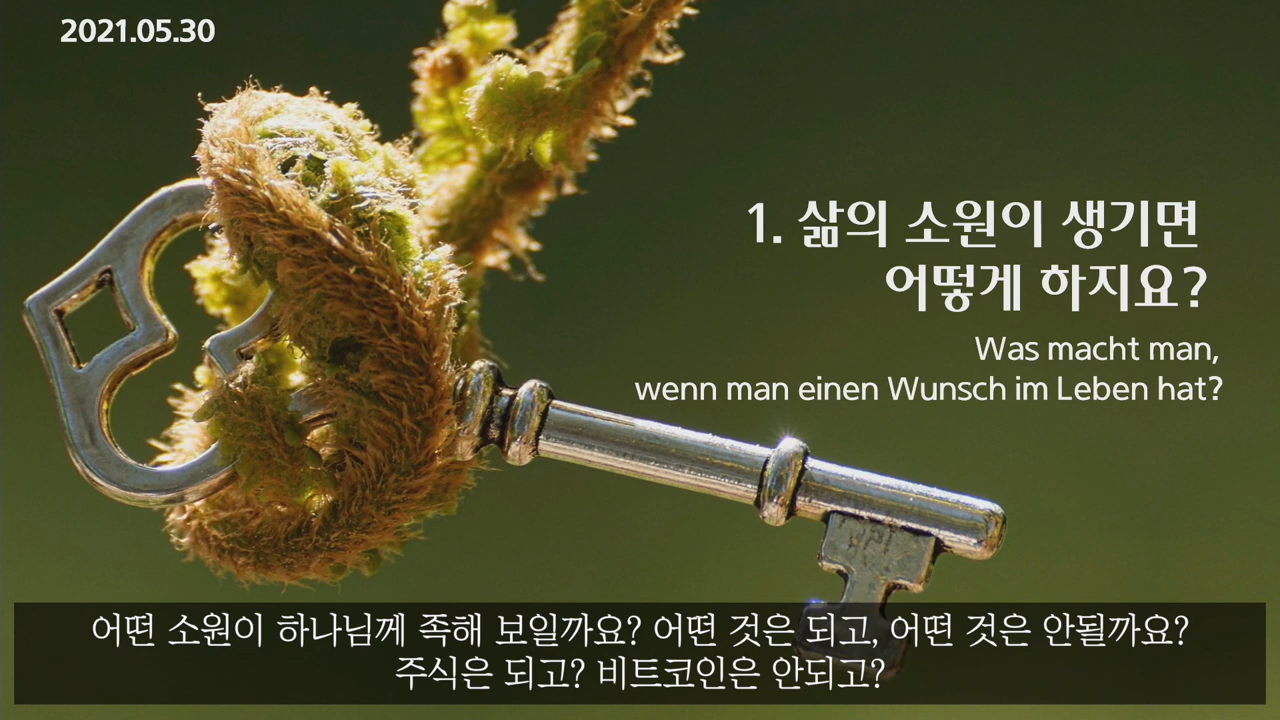 2021.05.30
1. 삶의 소원이 생기면
어떻게 하지요?
Was macht man,
wenn man einen Wunsch im Leben hat?
어떤 소원이 하나님께 족해 보일까요? 어떤 것은 되고, 어떤 것은 안될까요?
주식은 되고? 비트코인은 안되고?